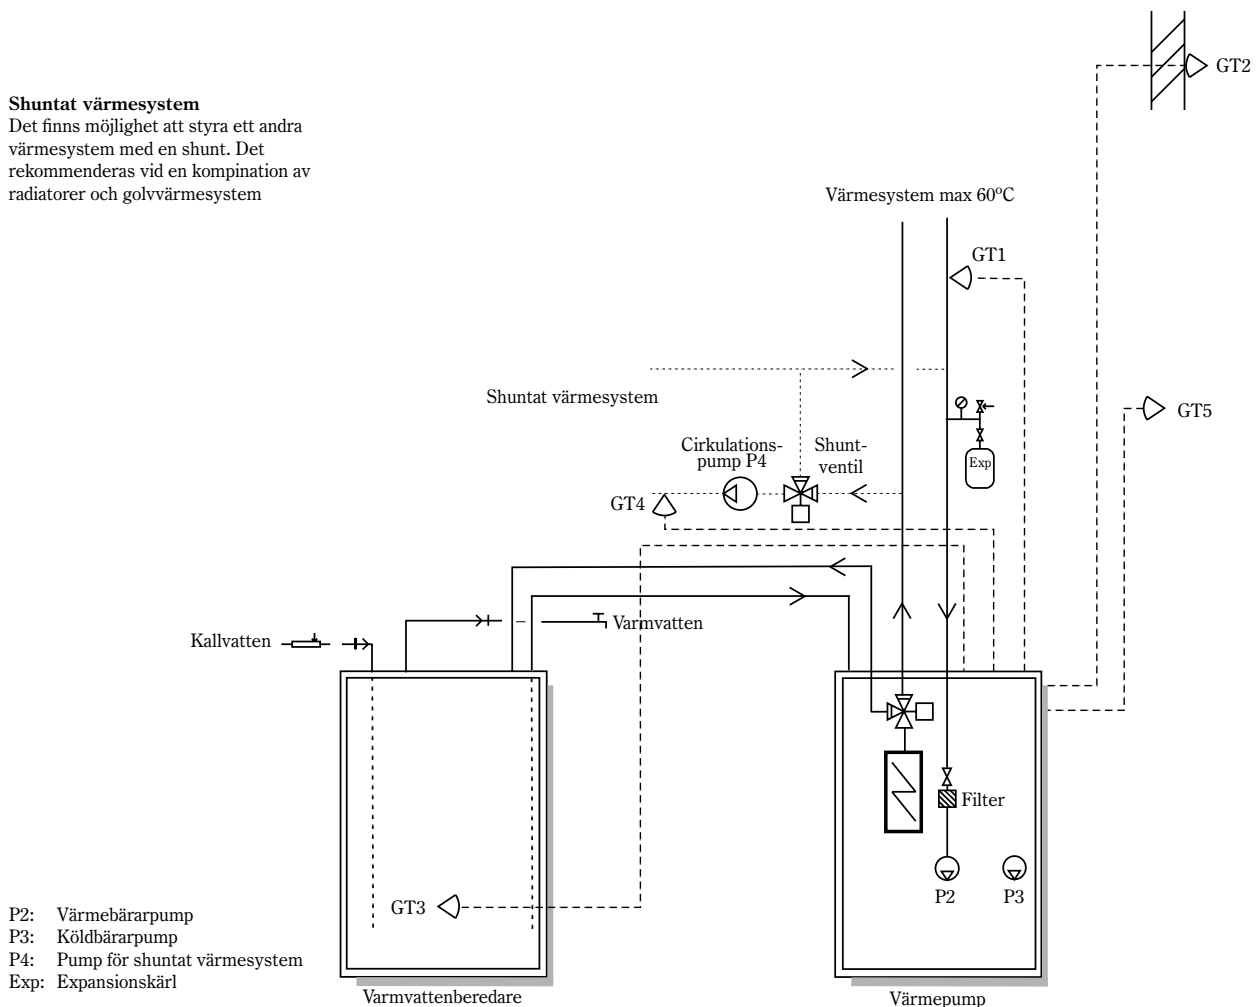 GT2
Shuntat värmesystem
Det finns möjlighet att styra ett andra
värmesystem med en shunt. Det
rekommenderas vid en kompination av
radiatorer och golvvärmesystem
Värmesystem max 60ºC
GT1
Shuntat värmesystem
GT5
Cirkulations-
pump P4
Shunt-
ventil
Exp
GT4
Kallvatten
Varmvatten
Filter
P2
P3
GT3
P2: Värmebärarpump
P3: Köldbärarpump
P4: Pump för shuntat värmesystem
Exp: Expansionskärl
Varmvattenberedare
Värmepump